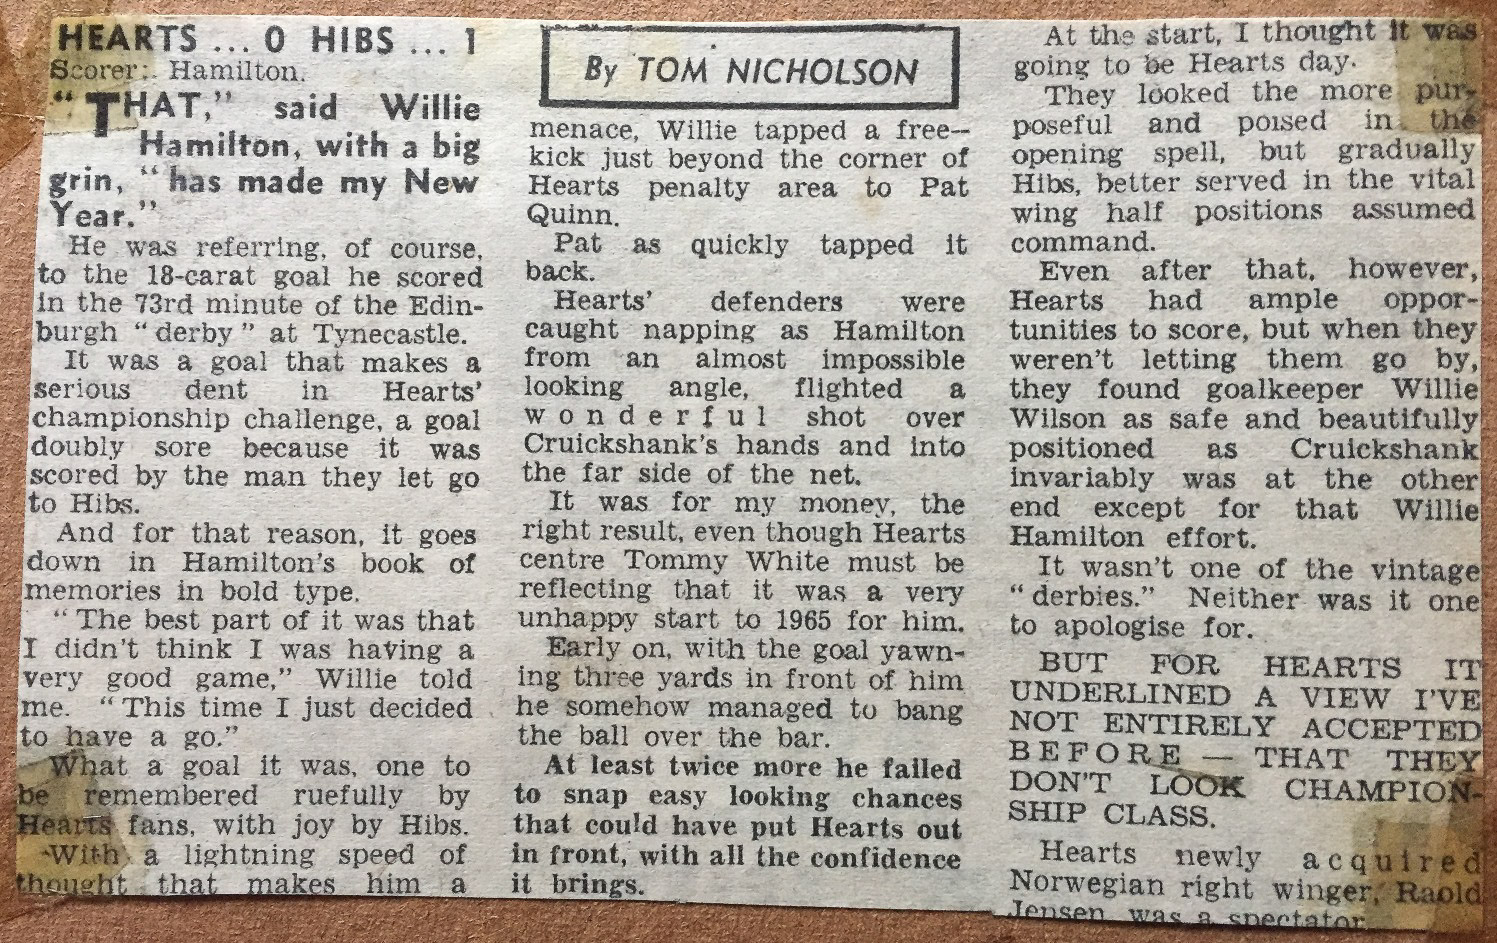 HEARTS ... 0 HIBS ... 1
Scorer: Hamilton.
"THAT," said Willie
Hamilton, with a big
grin, "has made my New
Year."
He was referring, of course,
to the 18-carat goal he scored
in the 73rd minute of the Edin-
burgh "derby" at Tynecastle.
It was a goal that makes a
serious dent in Hearts'
championship challenge, a goal
doubly sore because it was
scored by the man they let go
to Hibs.
And for that reason, it goes
down in Hamilton's book of
memories in bold type.
"The best part of it was that
I didn't think I was having a
very good game," Willie told
me. "This time I just decided
to have a go."
What a goal it was, one to
be remembered ruefully by
Hearts fans, with joy by Hibs.
With a lightning speed of
thought that makes him a
By TOM NICHOLSON
menace, Willie tapped a free-
kick just beyond the corner of
Hearts penalty area to Pat
Quinn.
Pat as quickly tapped it
back.
Hearts' defenders were
caught napping as Hamilton
from an almost impossible
looking angle, flighted a
wonderful shot over
Cruickshank's hands and into
the far side of the net.
It was for my money, the
right result, even though Hearts
centre Tommy White must be
reflecting that it was a very
unhappy start to 1965 for him.
Early on, with the goal yawn-
ing three yards in front of him
he somehow managed to bang
the ball over the bar.
At least twice more he failed
to snap easy looking chances
that could have put Hearts out
in front, with all the confidence
it brings.
At the start, I thought it was
going to be Hearts day.
They looked the more pur-
poseful and poised in the
opening spell, but gradually
Hibs, better served in the vital
wing half positions assumed
command.
Even after that, however,
Hearts had ample oppor-
tunities to score, but when they
weren't letting them go by,
they found goalkeeper Willie
Wilson as safe and beautifully
positioned as Cruickshank
invariably was at the other
end except for that Willie
Hamilton effort.
It wasn't one of the vintage
"derbies." Neither was it one
to apologise for.
BUT FOR HEARTS IT
UNDERLINED A VIEW I'VE
NOT ENTIRELY ACCEPTED
BEFORE — THAT THEY
DON'T LOOK CHAMPION-
SHIP CLASS.
Hearts newly acquired
Norwegian right winger, Raold
Jensen was a spectator